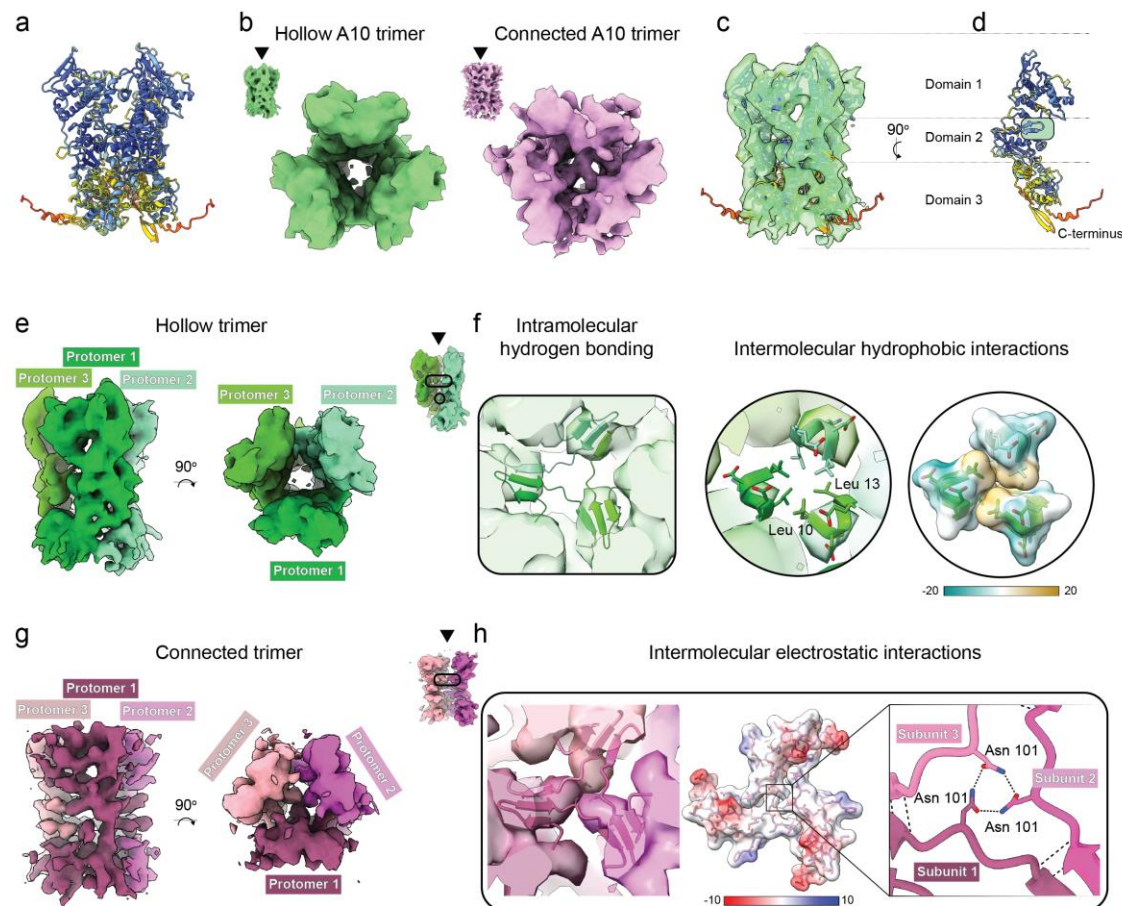 a
b
Hollow A10 trimer
Connected A10 trimer
c
d
Domain 1
Domain 2
Domain 3
90°
C-terminus
e
Hollow trimer
Protomer 1
Protomer 3
Protomer 2
90°
Protomer 3
Protomer 2
Protomer 1
f
Intramolecular
hydrogen bonding
Intermolecular hydrophobic interactions
Leu 13
Leu 10
-20
20
g
Connected trimer
Protomer 1
Protomer 3
Protomer 2
90°
Protomer 3
Protomer 2
Protomer 1
h
Intermolecular electrostatic interactions
-10
10
Subunit 3
Asn 101
Subunit 2
Asn 101
Asn 101
Subunit 1